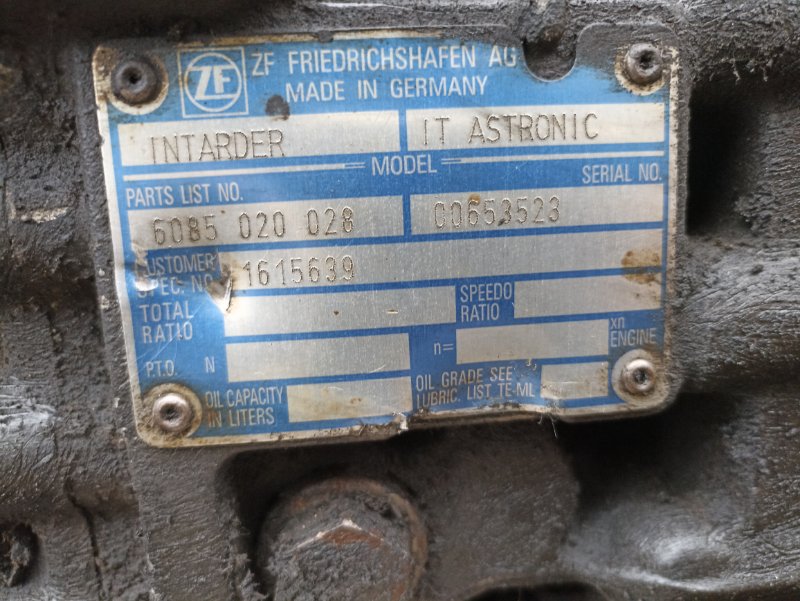 ZF ZF FRIEDRICHSHAFEN AG
MADE IN GERMANY
INTARDER IT ASTRONIC
MODEL
PARTS LIST NO. SERIAL NO.
6085 020 028 00653523
CUSTOMER
SPEC. NO. 1615639
TOTAL
RATIO
SPEEDO
RATIO
P.T.O. N n= xn
ENGINE
OIL CAPACITY
IN LITERS
OIL GRADE SEE
LUBRIC. LIST TE-ML